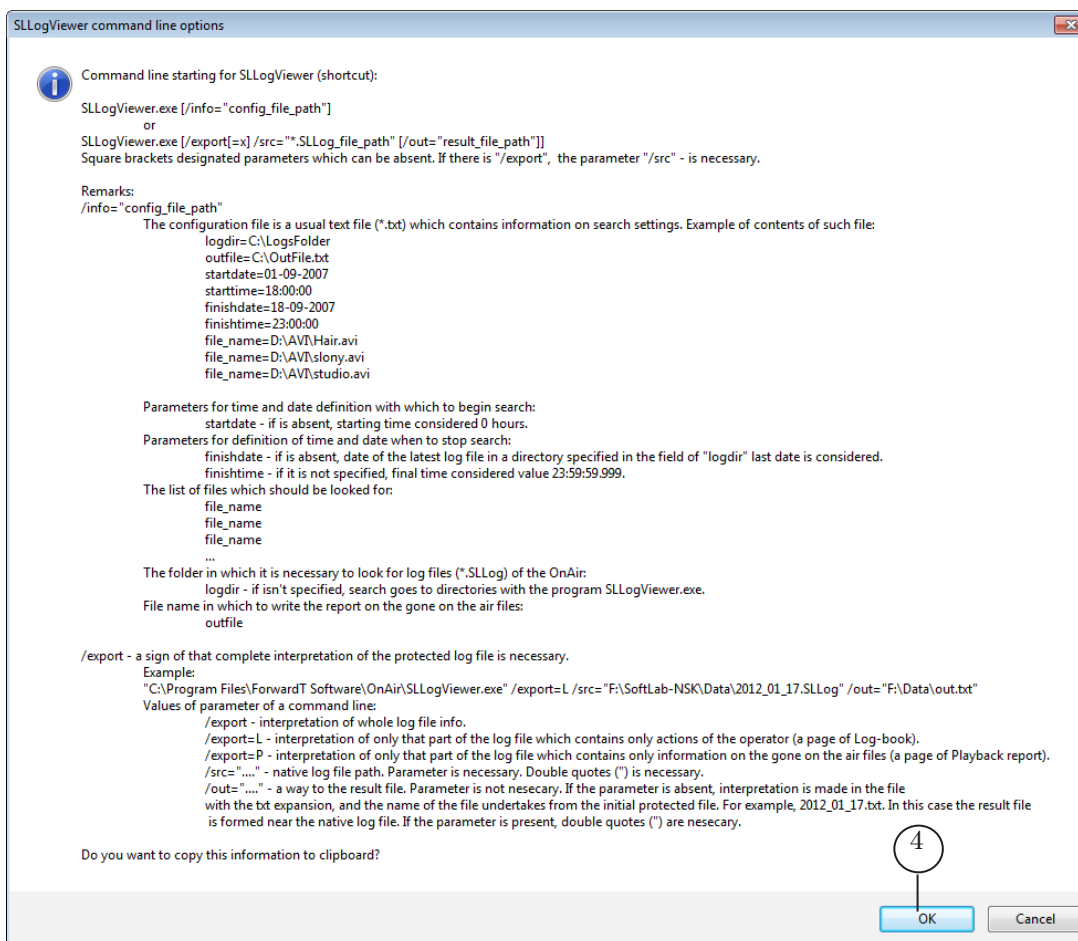 SLLogViewer command line options
Command line starting for SLLogViewer (shortcut):
SLLogViewer.exe [/info="config_file_path"]
or
SLLogViewer.exe [/export[=x] /src="*.SLLog_file_path" [/out="result_file_path"]]
Square brackets designated parameters which can be absent. If there is "/export",  the parameter "/src" - is necessary.
Remarks:
/info="config_file_path"
The configuration file is a usual text file (*.txt) which contains information on search settings. Example of contents of such file:
logdir=C:\LogsFolder
outfile=C:\OutFile.txt
startdate=01-09-2007
starttime=18:00:00
finishdate=18-09-2007
finishtime=23:00:00
file_name=D:\AVI\Hair.avi
file_name=D:\AVI\slony.avi
file_name=D:\AVI\studio.avi
Parameters for time and date definition with which to begin search:
startdate - if is absent, starting time considered 0 hours.
Parameters for definition of time and date when to stop search:
finishdate - if is absent, date of the latest log file in a directory specified in the field of "logdir" last date is considered.
finishtime - if it is not specified, final time considered value 23:59:59.999.
The list of files which should be looked for:
file_name
file_name
file_name
...
The folder in which it is necessary to look for log files (*.SLLog) of the OnAir:
logdir - if isn't specified, search goes to directories with the program SLLogViewer.exe.
File name in which to write the report on the gone on the air files:
outfile
/export - a sign of that complete interpretation of the protected log file is necessary.
Example:
"C:\Program Files\ForwardT Software\OnAir\SLLogViewer.exe" /export=L /src="F:\SoftLab-NSK\Data\2012_01_17.SLLog" /out="F:\Data\out.txt"
Values of parameter of a command line:
/export - interpretation of whole log file info.
/export=L - interpretation of only that part of the log file which contains only actions of the operator (a page of Log-book).
/export=P - interpretation of only that part of the log file which contains only information on the gone on the air files (a page of Playback report).
/src="...." - native log file path. Parameter is necessary. Double quotes (") is necessary.
/out="...." - a way to the result file. Parameter is not nesecary. If the parameter is absent, interpretation is made in the file
with the txt expansion, and the name of the file undertakes from the initial protected file. For example, 2012_01_17.txt. In this case the result file
is formed near the native log file. If the parameter is present, double quotes (") are nesecary.
Do you want to copy this information to clipboard?
4
OK Cancel